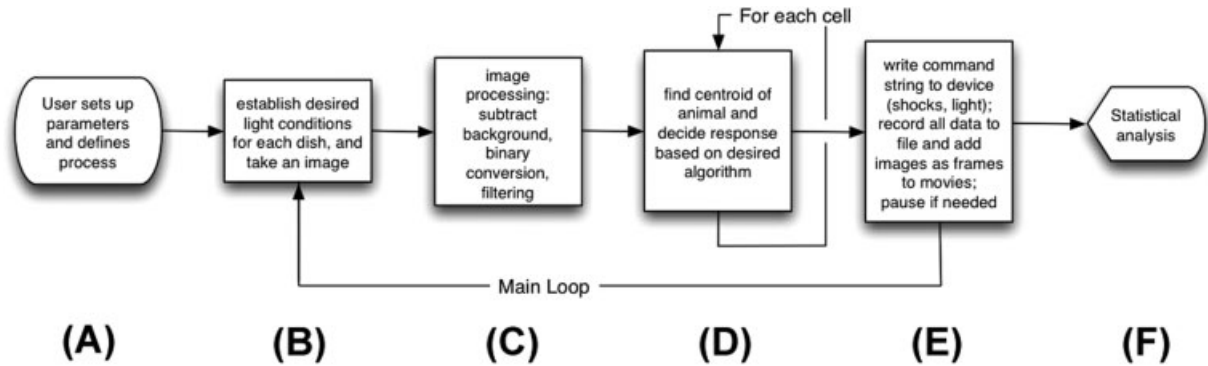 For each cell
User sets up
parameters
and defines
process
establish desired
light conditions
for each dish, and
take an image
image
processing:
subtract
background,
binary
conversion,
filtering
find centroid of
animal and
decide response
based on desired
algorithm
write command
string to device
(shocks, light);
record all data to
file and add
images as frames
to movies;
pause if needed
Statistical
analysis
Main Loop
(A) (B) (C) (D) (E) (F)